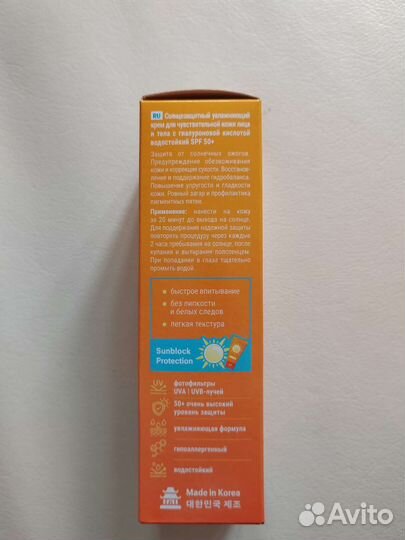 RU Солнцезащитный увлажняющий
крем для чувствительной кожи лица
и тела с гиалуроновой кислотой
водостойкий SPF 50+
Защита от солнечных ожогов.
Предупреждение обезвоживания
кожи и коррекция сухости. Восстанов-
ление и поддержание гидробаланса.
Повышение упругости и гладкости
кожи. Ровный загар и профилактика
пигментных пятен.
Применение: нанести на кожу
за 20 минут до выхода на солнце.
Для поддержания надежной защиты
повторять процедуру через каждые
2 часа пребывания на солнце, после
купания и вытирания полотенцем.
При попадании в глаза тщательно
промыть водой.
быстрое впитывание
без липкости
и белых следов
легкая текстура
Sunblock
Protection
UV фотофильтры
UVA | UVB-лучей
50+ очень высокий
уровень защиты
увлажняющая формула
гипоаллергенный
водостойкий
Made in Korea
대한민국 제조
Avito